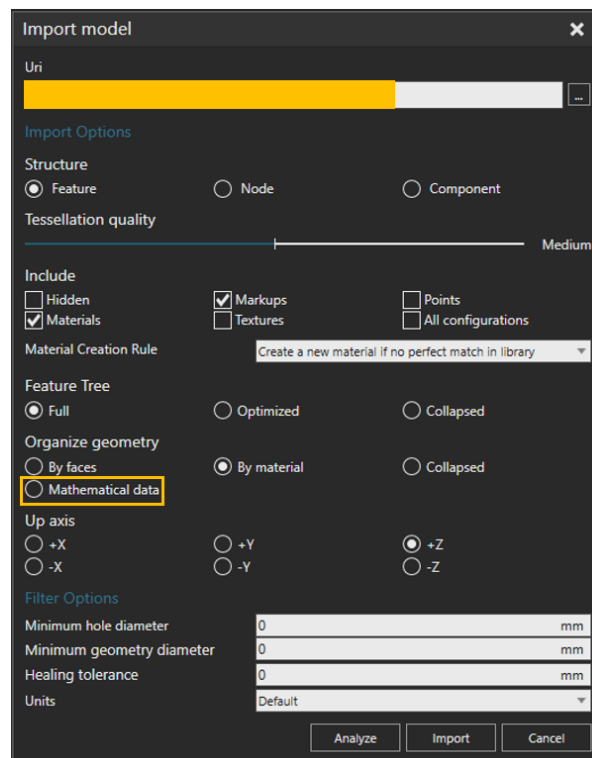 Import model
Uri
...
Import Options
Structure
Feature Node Component
Tessellation quality
Medium
Include
Hidden Markups Points
Materials Textures All configurations
Material Creation Rule Create a new material if no perfect match in library
Feature Tree
Full Optimized Collapsed
Organize geometry
By faces By material Collapsed
Mathematical data
Up axis
+X +Y +Z
-X -Y -Z
Filter Options
Minimum hole diameter 0 mm
Minimum geometry diameter 0 mm
Healing tolerance 0 mm
Units Default
Analyze Import Cancel